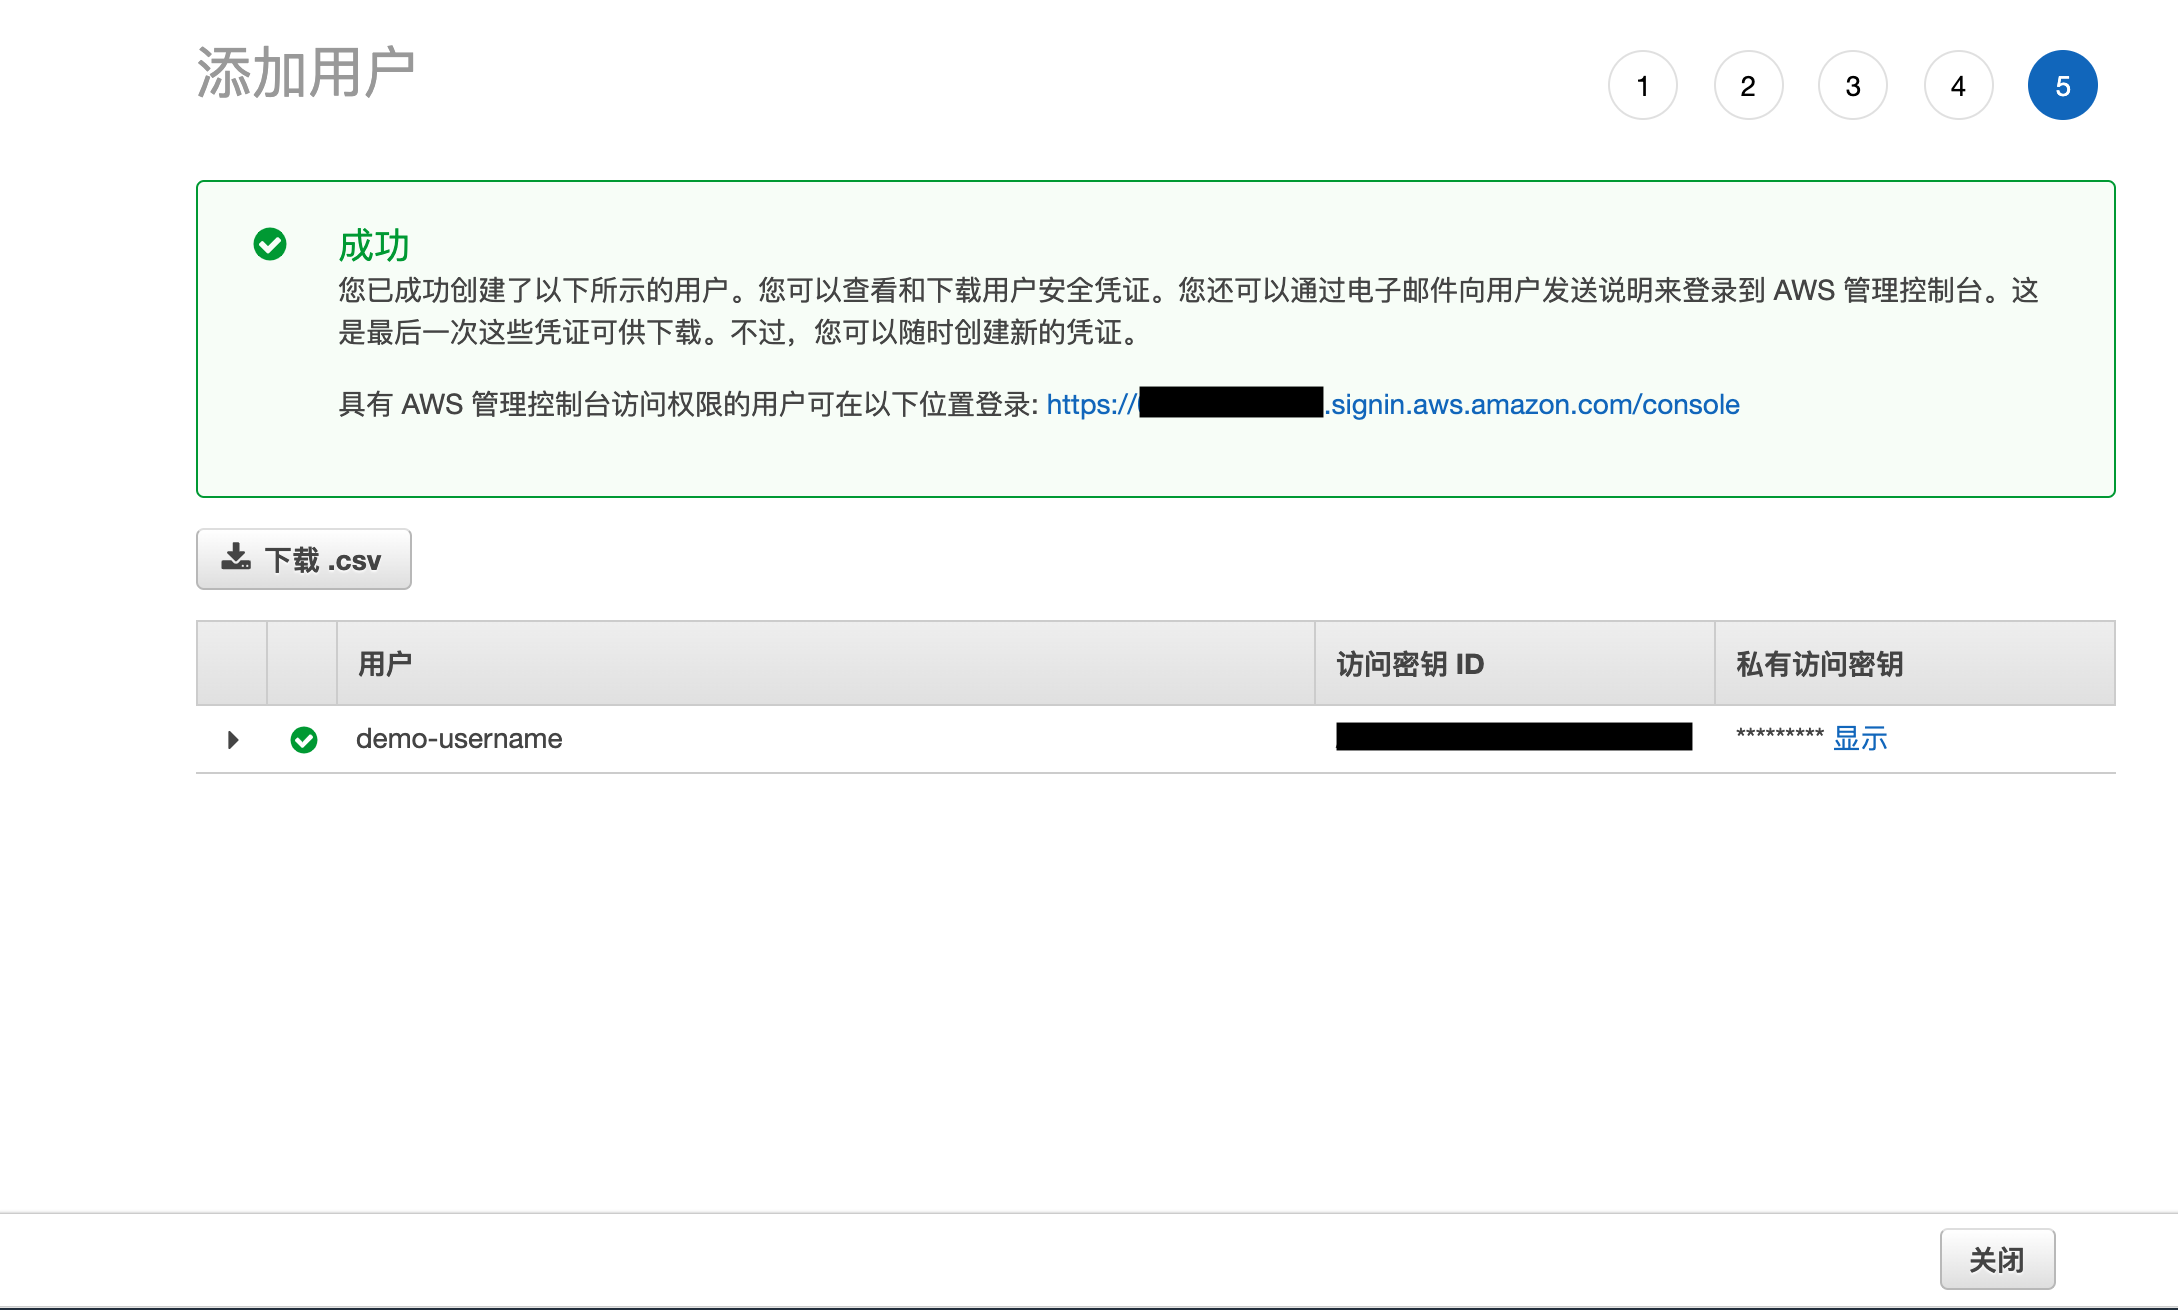 添加用户
1 2 3 4 5
成功
您已成功创建了以下所示的用户。您可以查看和下载用户安全凭证。您还可以通过电子邮件向用户发送说明来登录到 AWS 管理控制台。这
是最后一次这些凭证可供下载。不过，您可以随时创建新的凭证。
具有 AWS 管理控制台访问权限的用户可在以下位置登录: https:// .signin.aws.amazon.com/console
下载 .csv
用户 访问密钥 ID 私有访问密钥
demo-username ********* 显示
关闭